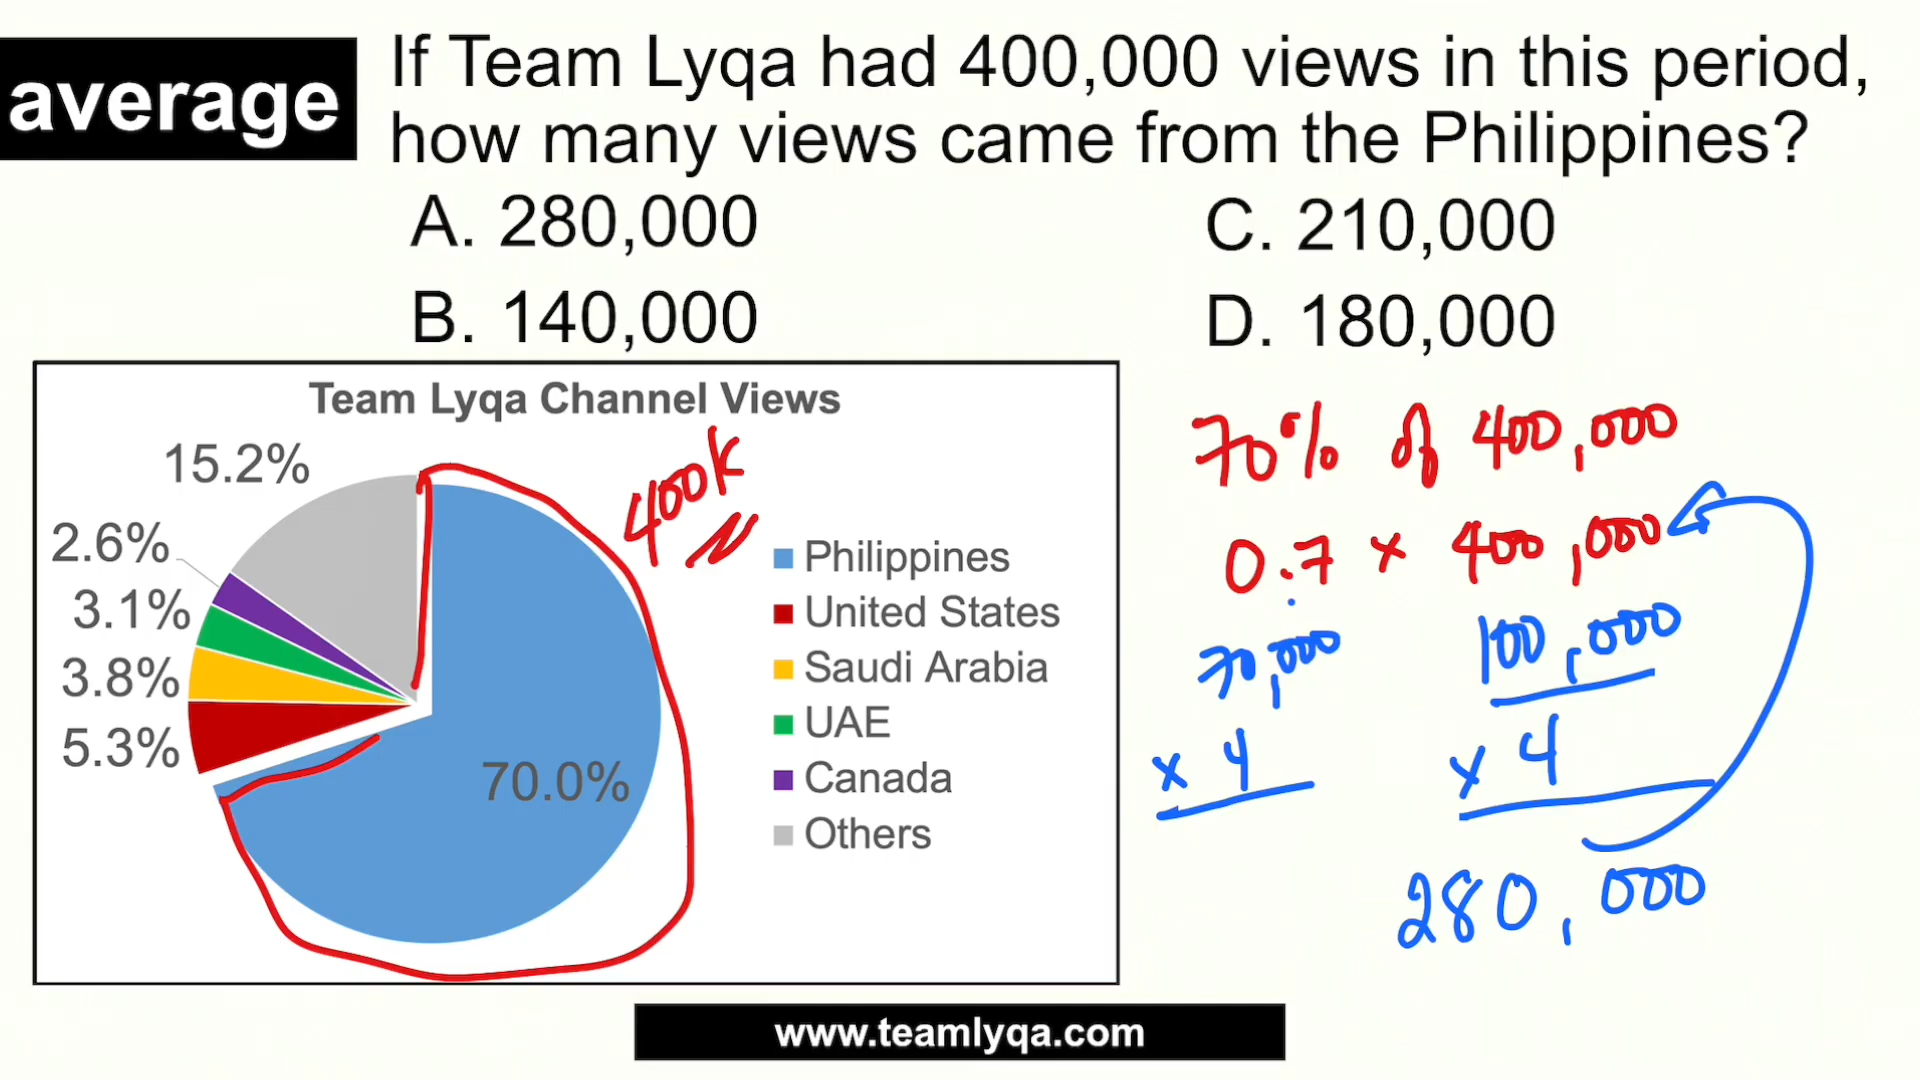 average
If Team Lyqa had 400,000 views in this period,
how many views came from the Philippines?
A. 280,000
B. 140,000
C. 210,000
D. 180,000
Team Lyqa Channel Views
15.2%
2.6%
3.1%
3.8%
5.3%
70.0%
400K
Philippines
United States
Saudi Arabia
UAE
Canada
Others
70% of 400,000
0.7 x 400,000
70,000
x 4
100,000
x 4
280,000
www.teamlyqa.com